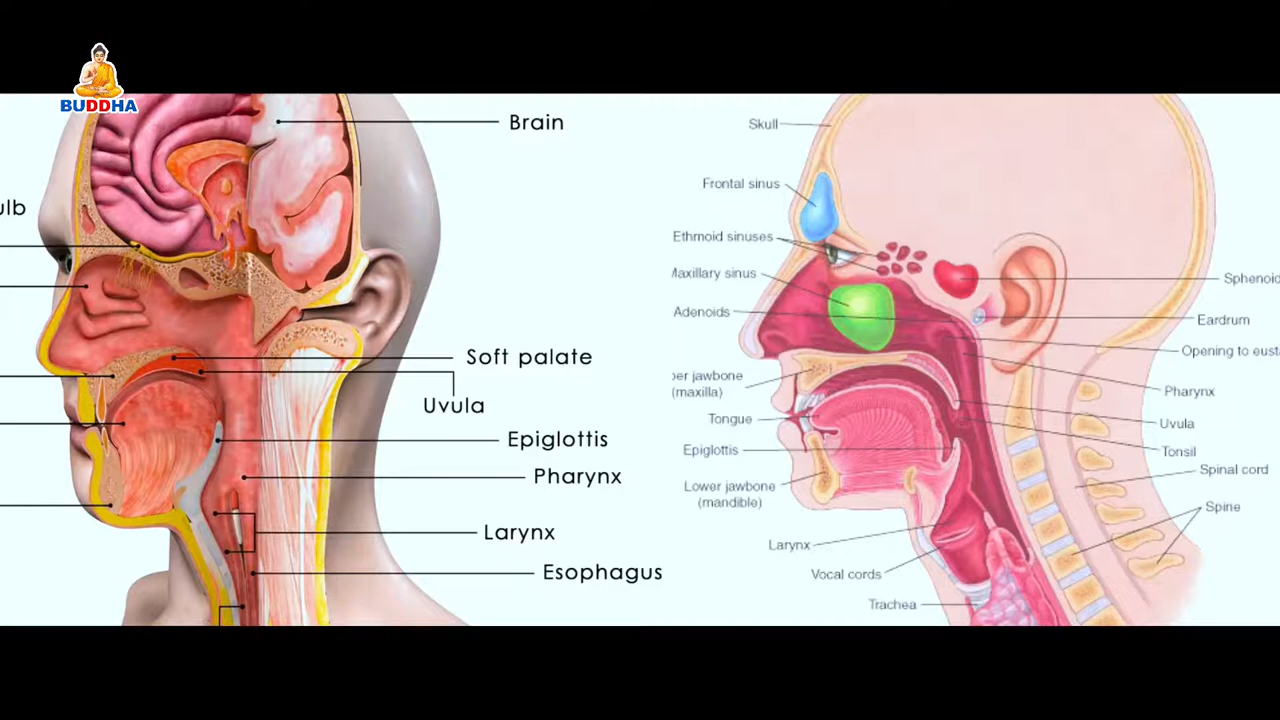 BUDDHA
Brain
ulb
Soft palate
Uvula
Epiglottis
Pharynx
Larynx
Esophagus
Skull
Frontal sinus
Ethmoid sinuses
Maxillary sinus
Adenoids
per jawbone
(maxilla)
Tongue
Epiglottis
Lower jawbone
(mandible)
Larynx
Vocal cords
Trachea
Sphenoid
Eardrum
Opening to eusta
Pharynx
Uvula
Tonsil
Spinal cord
Spine